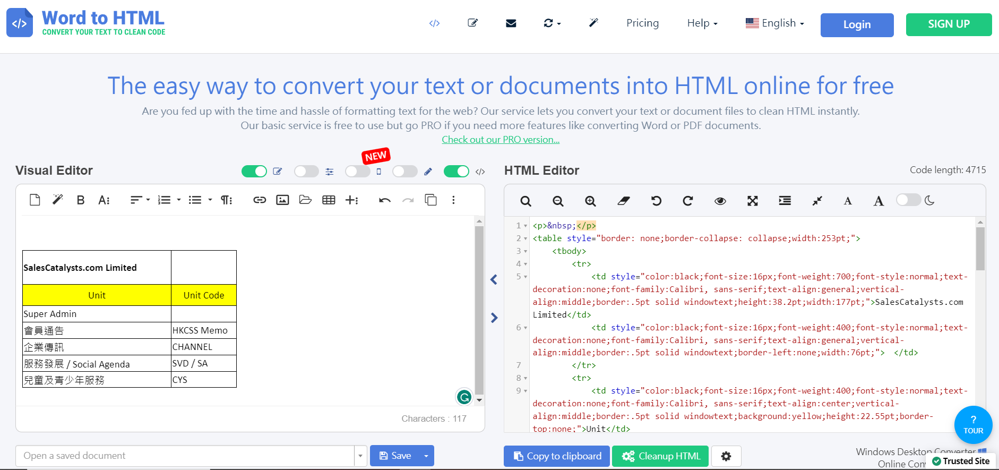 Word to HTML
CONVERT YOUR TEXT TO CLEAN CODE
Pricing
Help
English
Login
SIGN UP
The easy way to convert your text or documents into HTML online for free
Are you fed up with the time and hassle of formatting text for the web? Our service lets you convert your text or document files to clean HTML instantly.
Our basic service is free to use but go PRO if you need more features like converting Word or PDF documents.
Check out our PRO version...
NEW
Visual Editor
SalesCatalysts.com Limited
Unit Unit Code
Super Admin
會員通告 HKCSS Memo
企業傳訊 CHANNEL
服務發展 / Social Agenda SVD / SA
兒童及青少年服務 CYS
Characters : 117
Open a saved document
Save
HTML Editor
Code length: 4715
1 <p>&nbsp;</p>
2 <table style="border: none;border-collapse: collapse;width:253pt;">
3 <tbody>
4 <tr>
5 <td style="color:black;font-size:16px;font-weight:700;font-style:normal;text-
decoration:none;font-family:Calibri, sans-serif;text-align:general;vertical-
align:middle;border:.5pt solid windowtext;height:38.2pt;width:177pt;">SalesCatalysts.com
Limited</td>
6 <td style="color:black;font-size:16px;font-weight:400;font-style:normal;text-
decoration:none;font-family:Calibri, sans-serif;text-align:general;vertical-
align:middle;border:.5pt solid windowtext;border-left:none;width:76pt;"> </td>
7 </tr>
8 <tr>
9 <td style="color:black;font-size:16px;font-weight:400;font-style:normal;text-
decoration:none;font-family:Calibri, sans-serif;text-align:center;vertical-
align:middle;border:.5pt solid windowtext;background:yellow;height:22.55pt;border-
top:none;">Unit</td>
? TOUR
Copy to clipboard
Cleanup HTML
Windows Desktop Converter
Online
Trusted Site